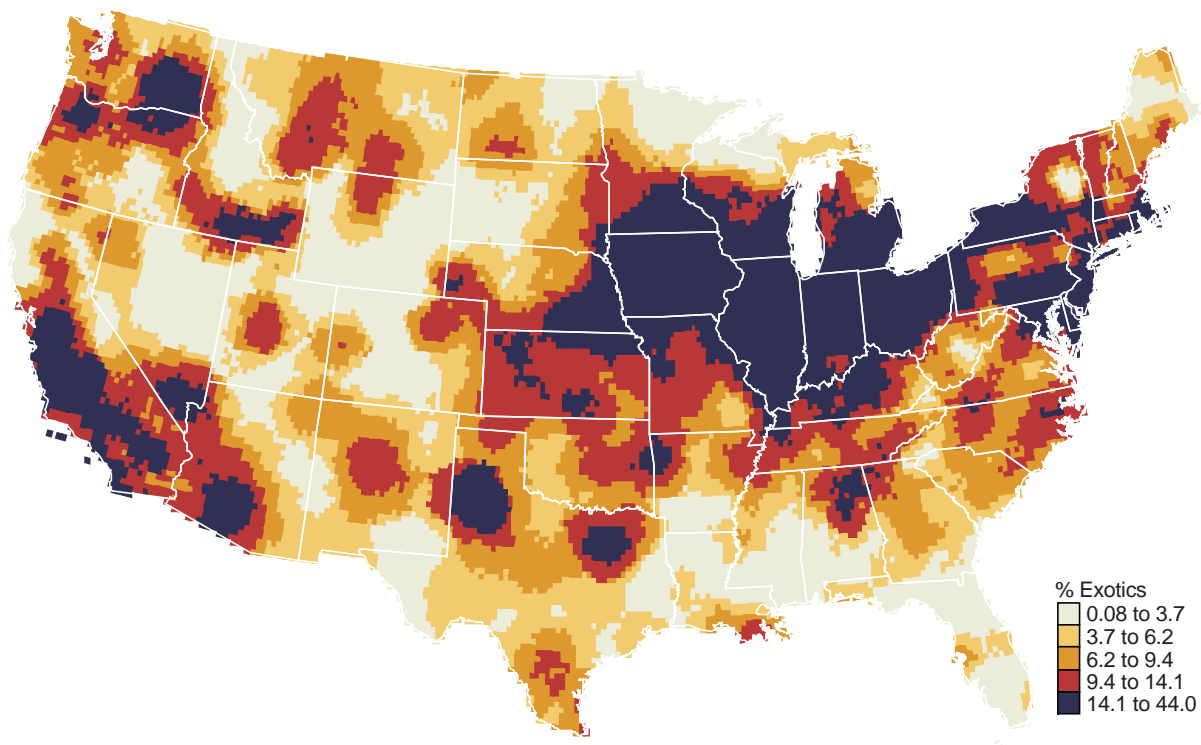 % Exotics
0.08 to 3.7
3.7 to 6.2
6.2 to 9.4
9.4 to 14.1
14.1 to 44.0